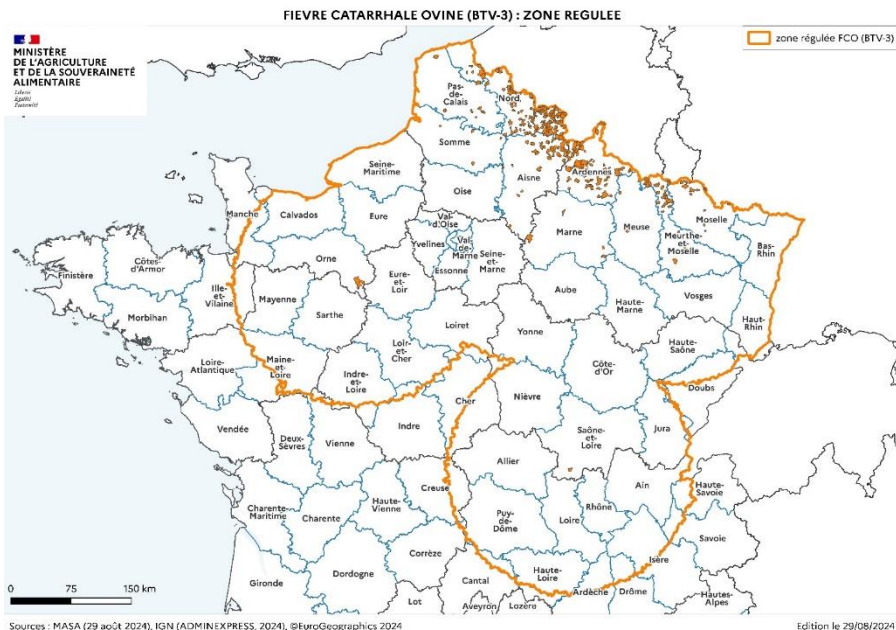 FIEVRE CATARRHALE OVINE (BTV-3) : ZONE REGULEE
MINISTÈRE
DE L'AGRICULTURE
ET DE LA SOUVERAINETÉ
ALIMENTAIRE
Liberté
Égalité
Fraternité
zone régulée FCO (BTV-3)
Pas-
de-
Calais
Nord
Somme
Seine-
Maritime
Aisne
Ardennes
Oise
Manche
Calvados
Eure
Val-
d'Oise
Marne
Meuse
Moselle
Meurthe-
et-
Moselle
Bas-
Rhin
Yvelines
Val-
de-
Marne
Seine-
et-
Marne
Essonne
Orne
Côtes-
d'Armor
Finistère
Ille-
et-
Vilaine
Mayenne
Eure-
et-
Loir
Aube
Haute-
Marne
Vosges
Haut-
Rhin
Morbihan
Sarthe
Loiret
Yonne
Haute-
Saône
Loir-
et-
Cher
Côte-
d'Or
Loire-
Atlantique
Maine-
et-
Loire
Indre-
et-
Loire
Cher
Nièvre
Doubs
Vendée
Deux-
Sèvres
Vienne
Indre
Saône-
et-
Loire
Jura
Allier
Creuse
Ain
Haute-
Savoie
Charente-
Maritime
Charente
Haute-
Vienne
Puy-
de-
Dôme
Loire
Rhône
Savoie
Corrèze
Isère
Haute-
Loire
Gironde
Dordogne
Cantal
Ardèche
Drôme
Hautes-
Alpes
Lot
Aveyron
Lozère
0 75 150 km
Sources : MASA (29 août 2024), IGN (ADMINEXPRESS, 2024), ©EuroGeographics 2024
Edition le 29/08/2024